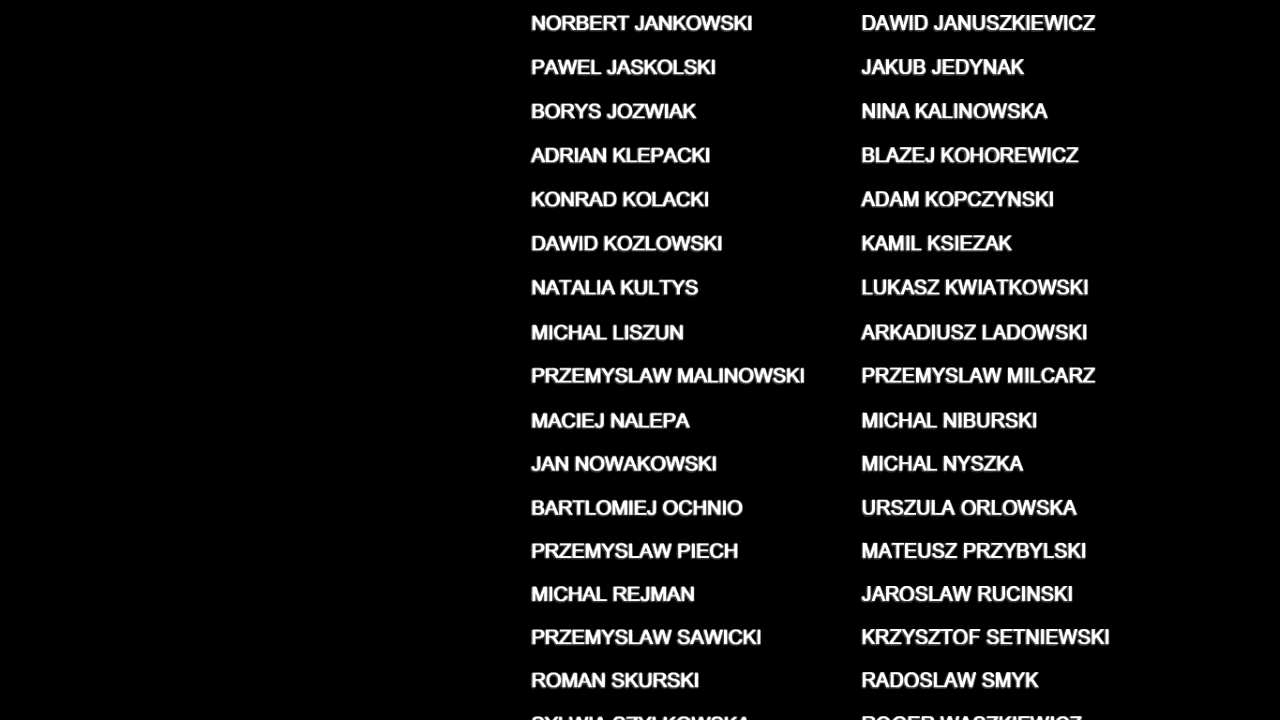 NORBERT JANKOWSKI DAWID JANUSZKIEWICZ
PAWEL JASKOLSKI JAKUB JEDYNAK
BORYS JOZWIAK NINA KALINOWSKA
ADRIAN KLEPACKI BLAZEJ KOHOREWICZ
KONRAD KOLACKI ADAM KOPCZYNSKI
DAWID KOZLOWSKI KAMIL KSIEZAK
NATALIA KULTYS LUKASZ KWIATKOWSKI
MICHAL LISZUN ARKADIUSZ LADOWSKI
PRZEMYSLAW MALINOWSKI PRZEMYSLAW MILCARZ
MACIEJ NALEPA MICHAL NIBURSKI
JAN NOWAKOWSKI MICHAL NYSZKA
BARTLOMIEJ OCHNIO URSZULA ORLOWSKA
PRZEMYSLAW PIECH MATEUSZ PRZYBYLSKI
MICHAL REJMAN JAROSLAW RUCINSKI
PRZEMYSLAW SAWICKI KRZYSZTOF SETNIEWSKI
ROMAN SKURSKI RADOSLAW SMYK